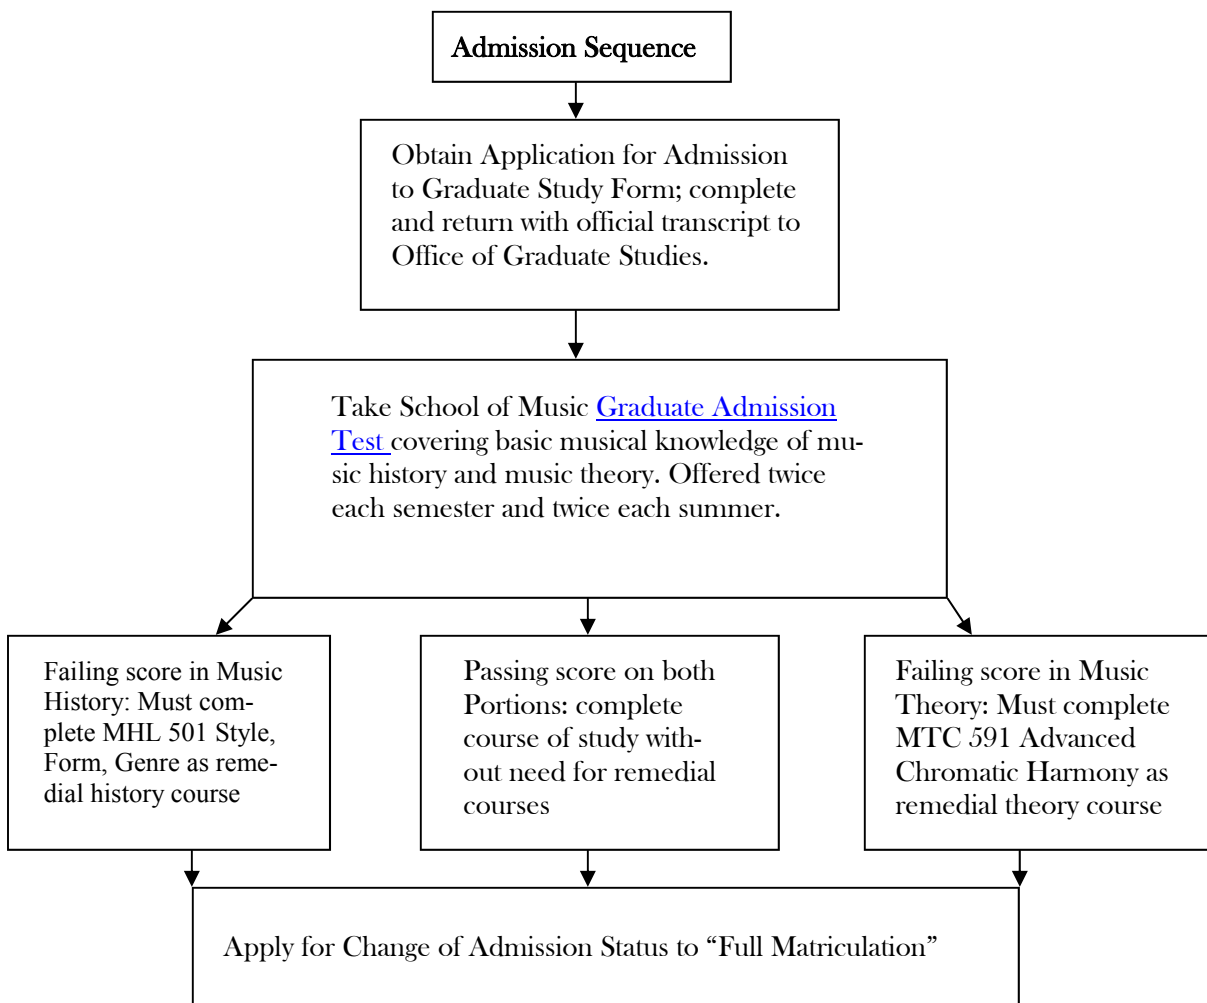 Admission Sequence
Obtain Application for Admission
to Graduate Study Form; complete
and return with official transcript to
Office of Graduate Studies.
Take School of Music Graduate Admission
Test covering basic musical knowledge of mu-
sic history and music theory. Offered twice
each semester and twice each summer.
Failing score in Music
History: Must com-
plete MHL 501 Style,
Form, Genre as reme-
dial history course
Passing score on both
Portions: complete
course of study with-
out need for remedial
courses
Failing score in Music
Theory: Must complete
MTC 591 Advanced
Chromatic Harmony as
remedial theory course
Apply for Change of Admission Status to “Full Matriculation”